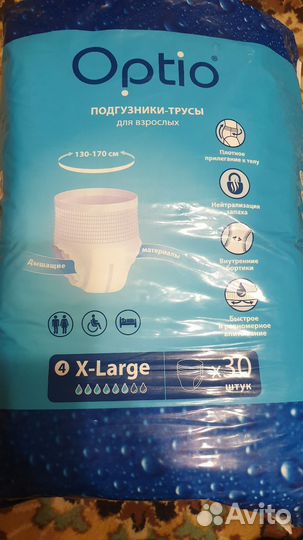 Optio®
ПОДГУЗНИКИ-ТРУСЫ
для взрослых
130-170 см
Плотное
прилегание к телу
Нейтрализация
запаха
Дышащие материалы
Внутренние
бортики
Быстрое
и равномерное
впитывание
4 X-Large
x30
штук
Avito